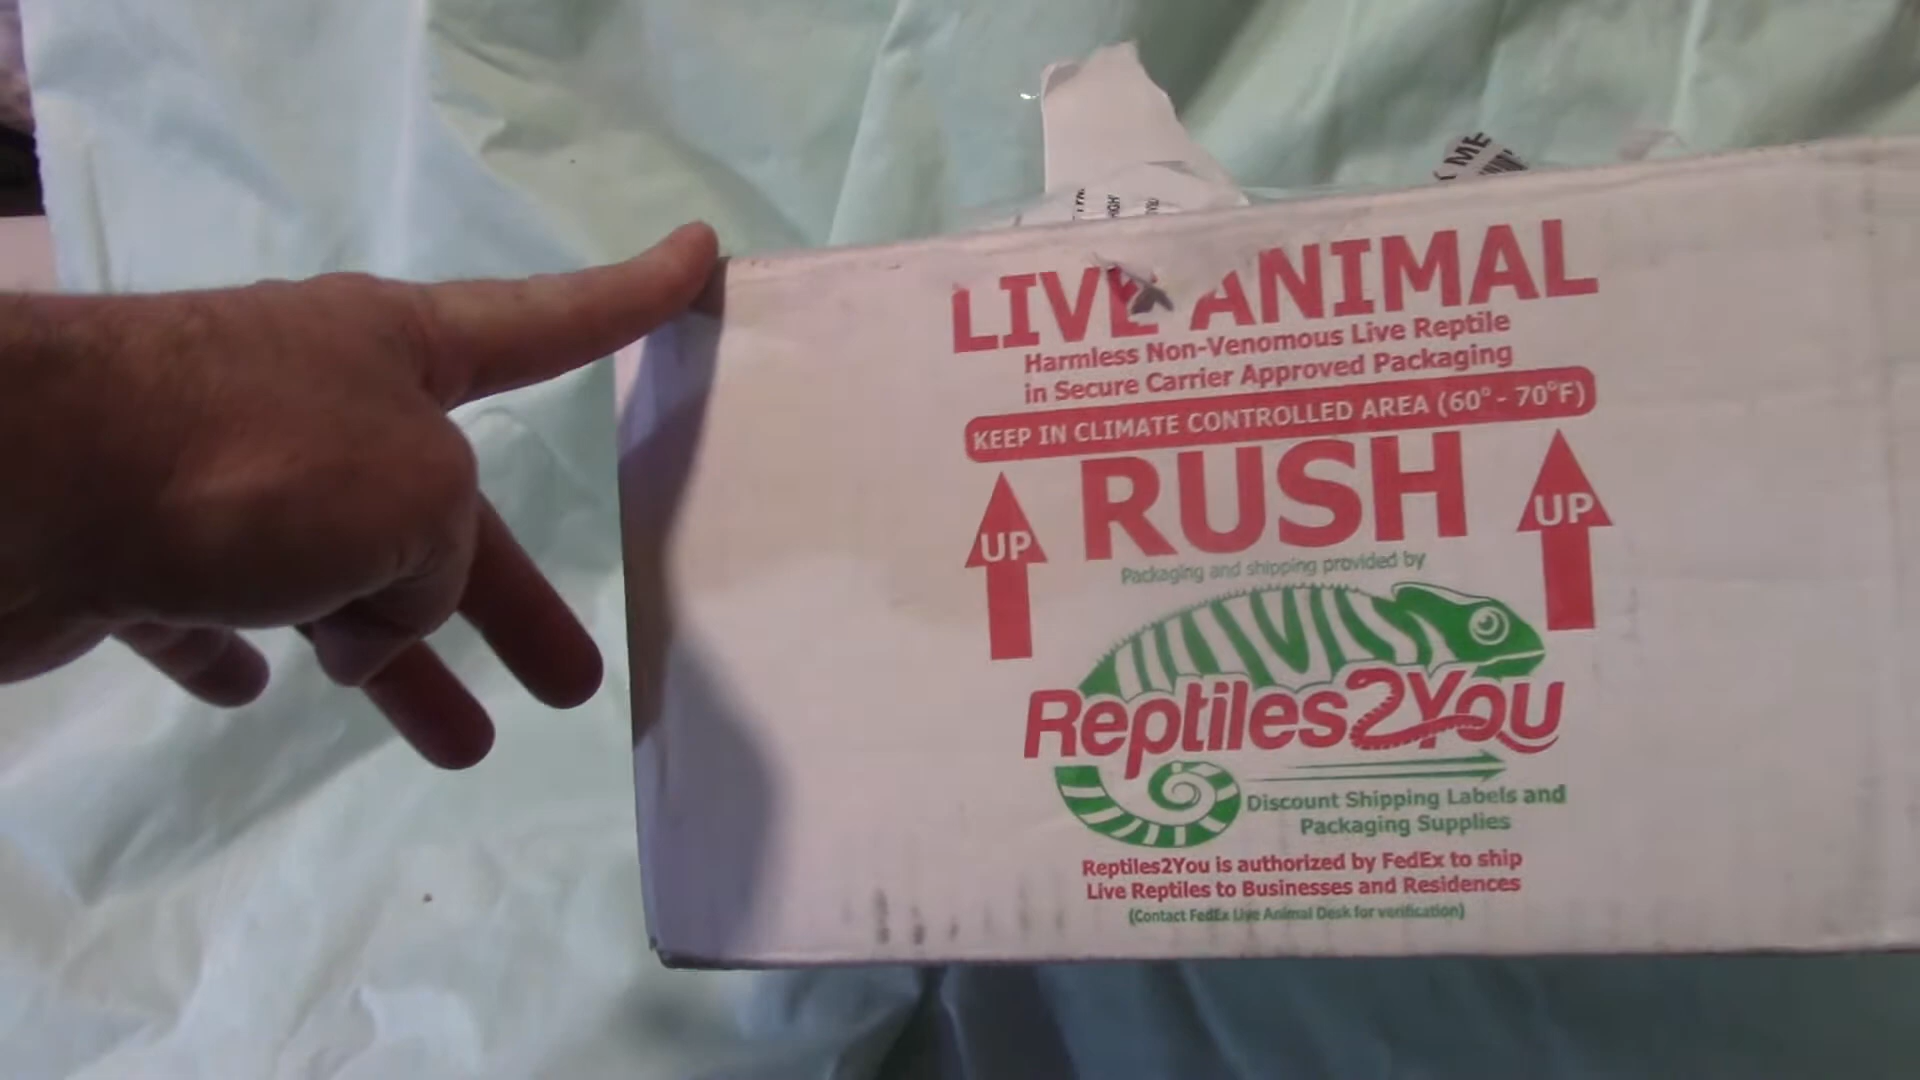 ME
LIVE ANIMAL
Harmless Non-Venomous Live Reptile
in Secure Carrier Approved Packaging
KEEP IN CLIMATE CONTROLLED AREA (60° - 70°F)
RUSH
UP
UP
Packaging and shipping provided by
Reptiles2You
Discount Shipping Labels and
Packaging Supplies
Reptiles2You is authorized by FedEx to ship
Live Reptiles to Businesses and Residences
(Contact FedEx Live Animal Desk for verification)